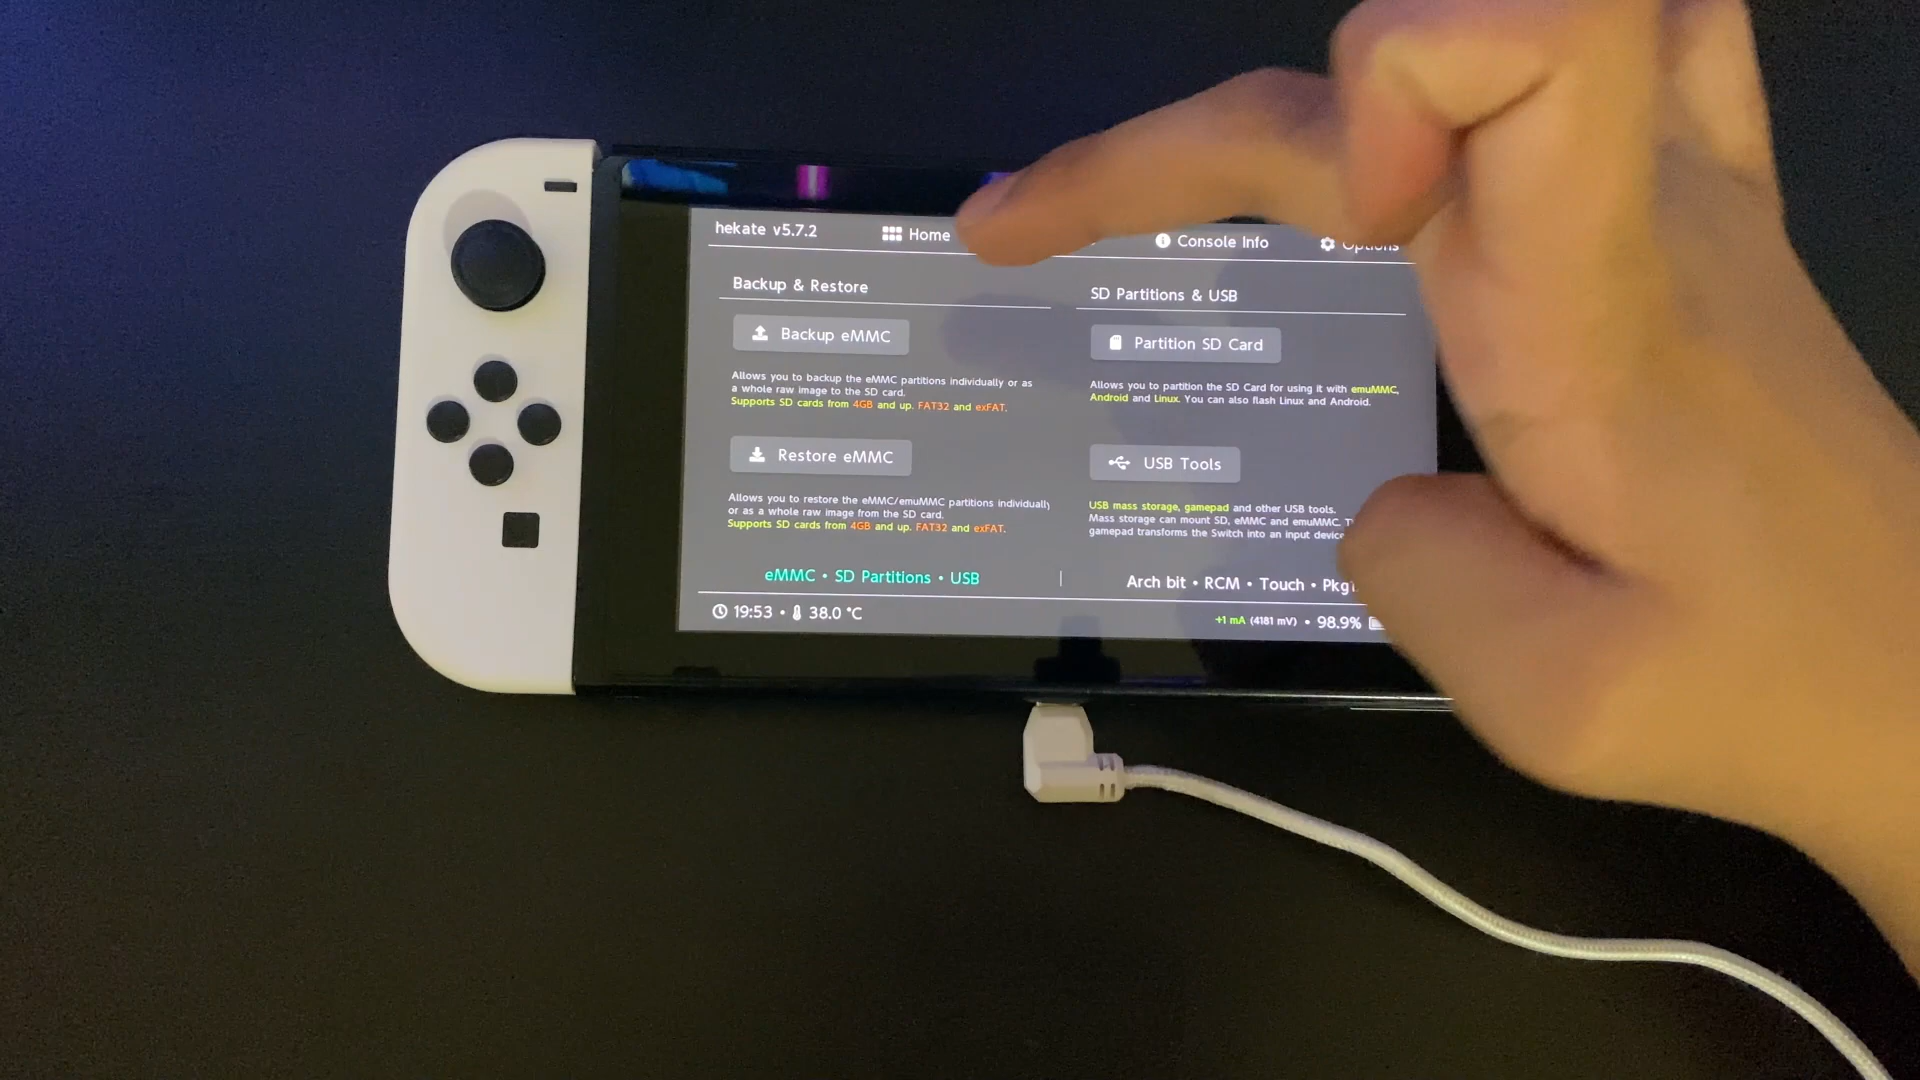 hekate v5.7.2
Home
Console Info
Options
Backup & Restore
Backup eMMC
Allows you to backup the eMMC partitions individually or as
a whole raw image to the SD card.
Supports SD cards from 4GB and up. FAT32 and exFAT.
Restore eMMC
Allows you to restore the eMMC/emuMMC partitions individually
or as a whole raw image from the SD card.
Supports SD cards from 4GB and up. FAT32 and exFAT.
SD Partitions & USB
Partition SD Card
Allows you to partition the SD Card for using it with emuMMC,
Android and Linux. You can also flash Linux and Android.
USB Tools
USB mass storage, gamepad and other USB tools.
Mass storage can mount SD, eMMC and emuMMC.
gamepad transforms the Switch into an input device
eMMC • SD Partitions • USB
|
Arch bit • RCM • Touch •
19:53 • 38.0 °C
+1 mA (4181 mV) • 98.9%